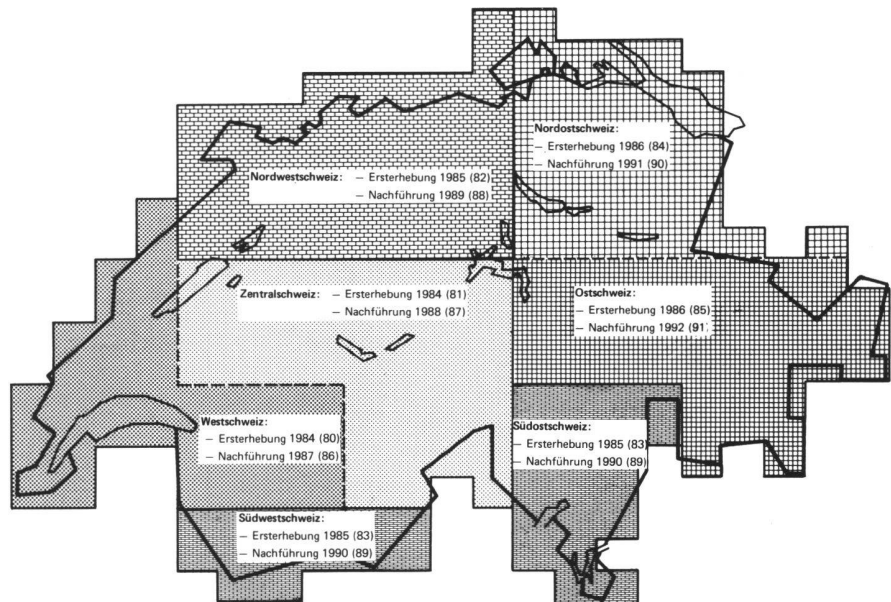 Nordostschweiz:
– Ersterhebung 1986 (84)
– Nachführung 1991 (90)
Nordwestschweiz: – Ersterhebung 1985 (82)
– Nachführung 1989 (88)
Zentralschweiz: – Ersterhebung 1984 (81)
– Nachführung 1988 (87)
Ostschweiz:
– Ersterhebung 1986 (85)
– Nachführung 1992 (91)
Westschweiz:
– Ersterhebung 1984 (80)
– Nachführung 1987 (86)
Südostschweiz:
– Ersterhebung 1985 (83)
– Nachführung 1990 (89)
Südwestschweiz:
– Ersterhebung 1985 (83)
– Nachführung 1990 (89)